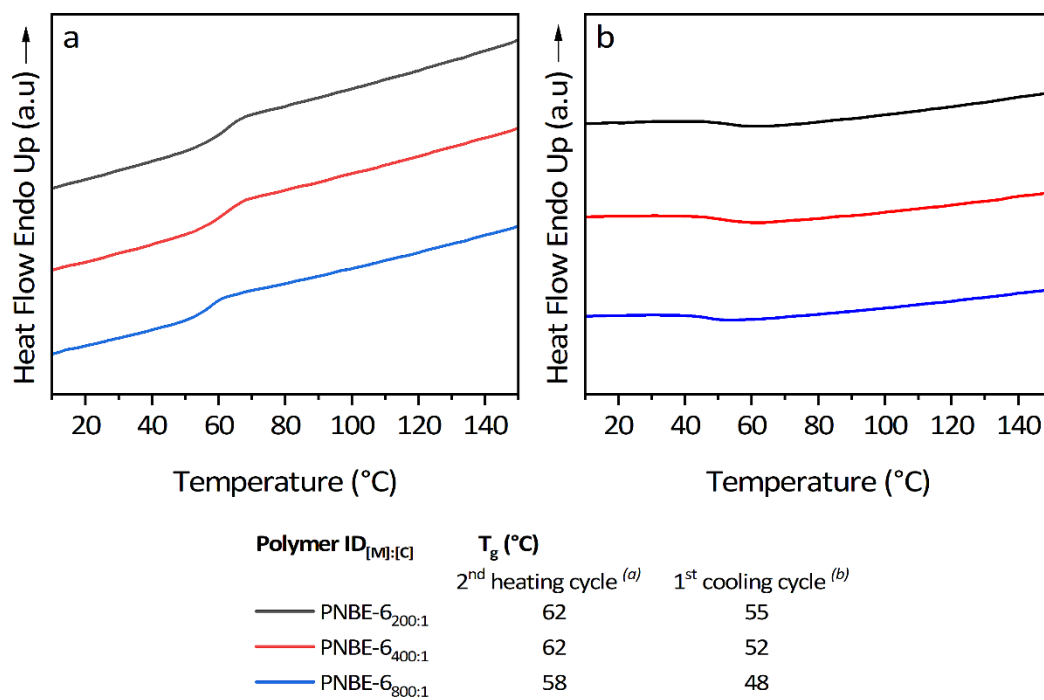 a
b
Heat Flow Endo Up (a.u)
Heat Flow Endo Up (a.u)
20 40 60 80 100 120 140
20 40 60 80 100 120 140
Temperature (°C)
Temperature (°C)
Polymer ID[M]:[C] Tg (°C)
2nd heating cycle (a) 1st cooling cycle (b)
PNBE-6200:1 62 55
PNBE-6400:1 62 52
PNBE-6800:1 58 48